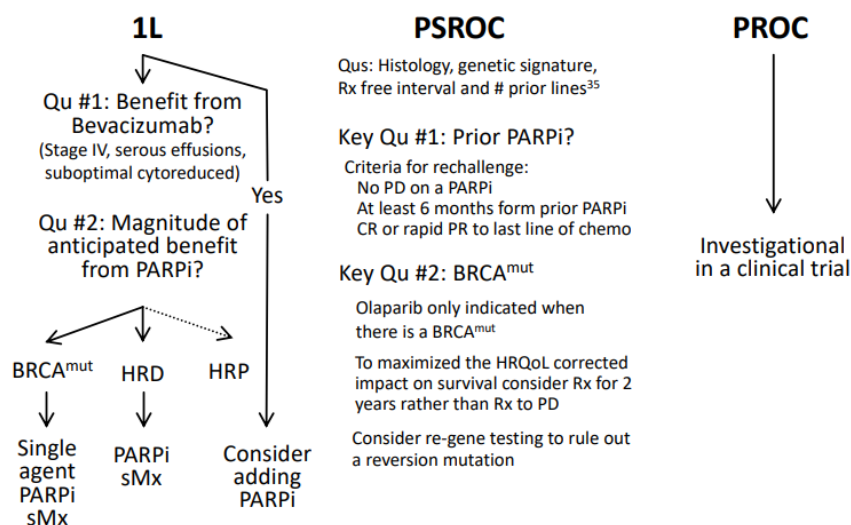 1L
Qu #1: Benefit from
Bevacizumab?
(Stage IV, serous effusions,
suboptimal cytoreduced)
Yes
Qu #2: Magnitude of
anticipated benefit
from PARPi?
BRCAmut
HRD
HRP
Single
agent
PARPi
sMx
PARPi
sMx
Consider
adding
PARPi
PSROC
Qus: Histology, genetic signature,
Rx free interval and # prior lines35
Key Qu #1: Prior PARPi?
Criteria for rechallenge:
No PD on a PARPi
At least 6 months form prior PARPi
CR or rapid PR to last line of chemo
Key Qu #2: BRCAmut
Olaparib only indicated when
there is a BRCAmut
To maximized the HRQoL corrected
impact on survival consider Rx for 2
years rather than Rx to PD
Consider re-gene testing to rule out
a reversion mutation
PROC
Investigational
in a clinical trial